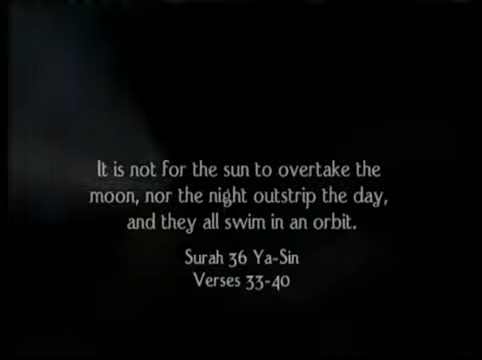 It is not for the sun to overtake the
moon, nor the night outstrip the day,
and they all swim in an orbit.
Surah 36 Ya-Sin
Verses 33-40